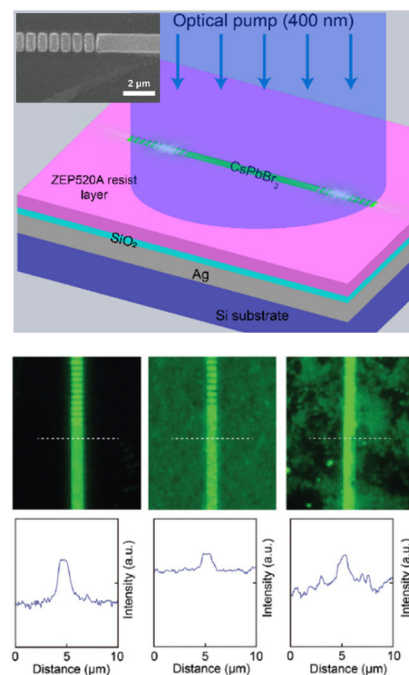 Optical pump (400 nm)
2 µm
CsPbBr3
ZEP520A resist
layer
SiO2
Ag
Si substrate
Intensity (a.u.)
Intensity (a.u.)
Intensity (a.u.)
0 5 10
0 5 10
0 5 10
Distance (µm)
Distance (µm)
Distance (µm)